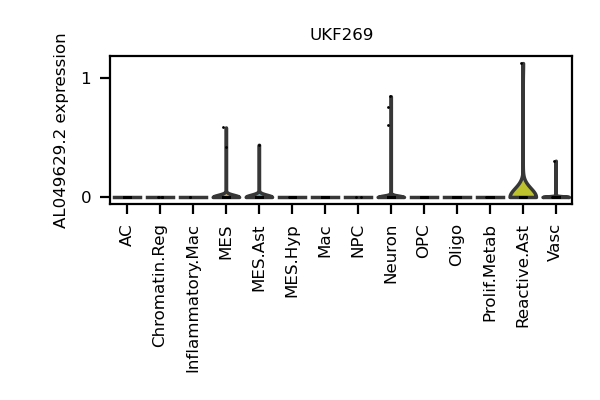 UKF269
AL049629.2 expression
1
0
AC
Chromatin.Reg
Inflammatory.Mac
MES
MES.Ast
MES.Hyp
Mac
NPC
Neuron
OPC
Oligo
Prolif.Metab
Reactive.Ast
Vasc